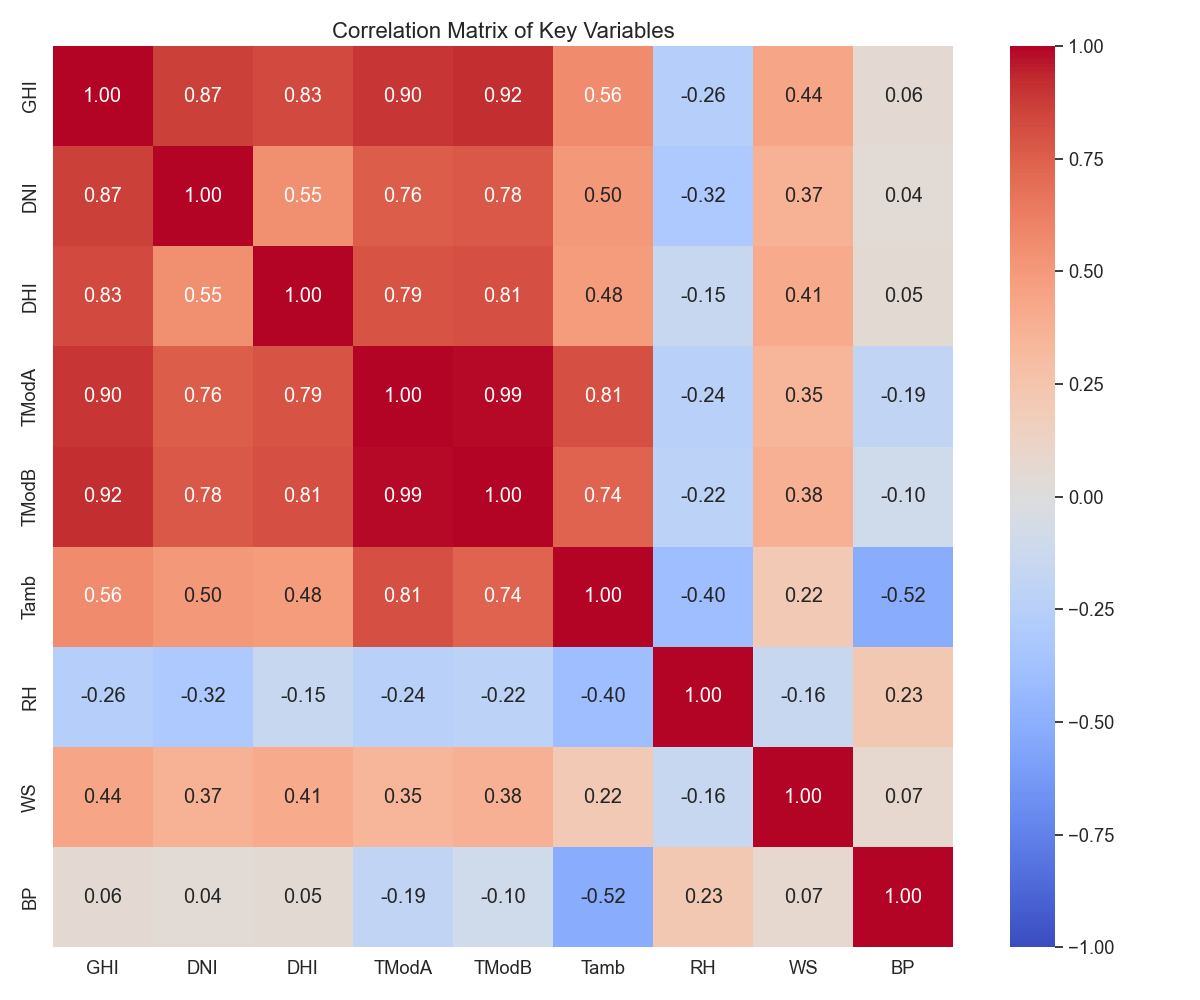 Correlation Matrix of Key Variables
GHI 1.00 0.87 0.83 0.90 0.92 0.56 -0.26 0.44 0.06
DNI 0.87 1.00 0.55 0.76 0.78 0.50 -0.32 0.37 0.04
DHI 0.83 0.55 1.00 0.79 0.81 0.48 -0.15 0.41 0.05
TModA 0.90 0.76 0.79 1.00 0.99 0.81 -0.24 0.35 -0.19
TModB 0.92 0.78 0.81 0.99 1.00 0.74 -0.22 0.38 -0.10
Tamb 0.56 0.50 0.48 0.81 0.74 1.00 -0.40 0.22 -0.52
RH -0.26 -0.32 -0.15 -0.24 -0.22 -0.40 1.00 -0.16 0.23
WS 0.44 0.37 0.41 0.35 0.38 0.22 -0.16 1.00 0.07
BP 0.06 0.04 0.05 -0.19 -0.10 -0.52 0.23 0.07 1.00
GHI DNI DHI TModA TModB Tamb RH WS BP
1.00
0.75
0.50
0.25
0.00
−0.25
−0.50
−0.75
−1.00